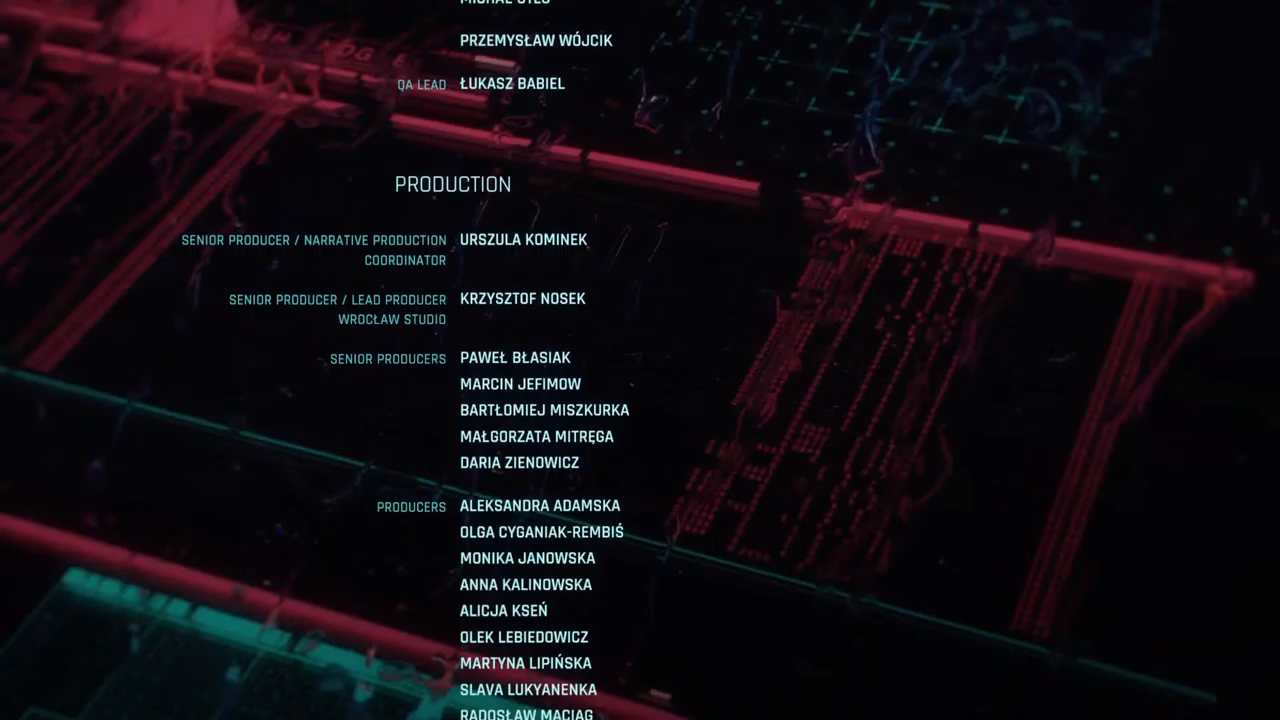 PRZEMYSŁAW WÓJCIK
QA LEAD ŁUKASZ BABIEL
PRODUCTION
SENIOR PRODUCER / NARRATIVE PRODUCTION COORDINATOR URSZULA KOMINEK
SENIOR PRODUCER / LEAD PRODUCER WROCŁAW STUDIO KRZYSZTOF NOSEK
SENIOR PRODUCERS PAWEŁ BŁASIAK
MARCIN JEFIMOW
BARTŁOMIEJ MISZKURKA
MAŁGORZATA MITRĘGA
DARIA ZIENOWICZ
PRODUCERS ALEKSANDRA ADAMSKA
OLGA CYGANIAK-REMBIŚ
MONIKA JANOWSKA
ANNA KALINOWSKA
ALICJA KSEŃ
OLEK LEBIEDOWICZ
MARTYNA LIPIŃSKA
SLAVA LUKYANENKA
RADOSŁAW MACIĄG